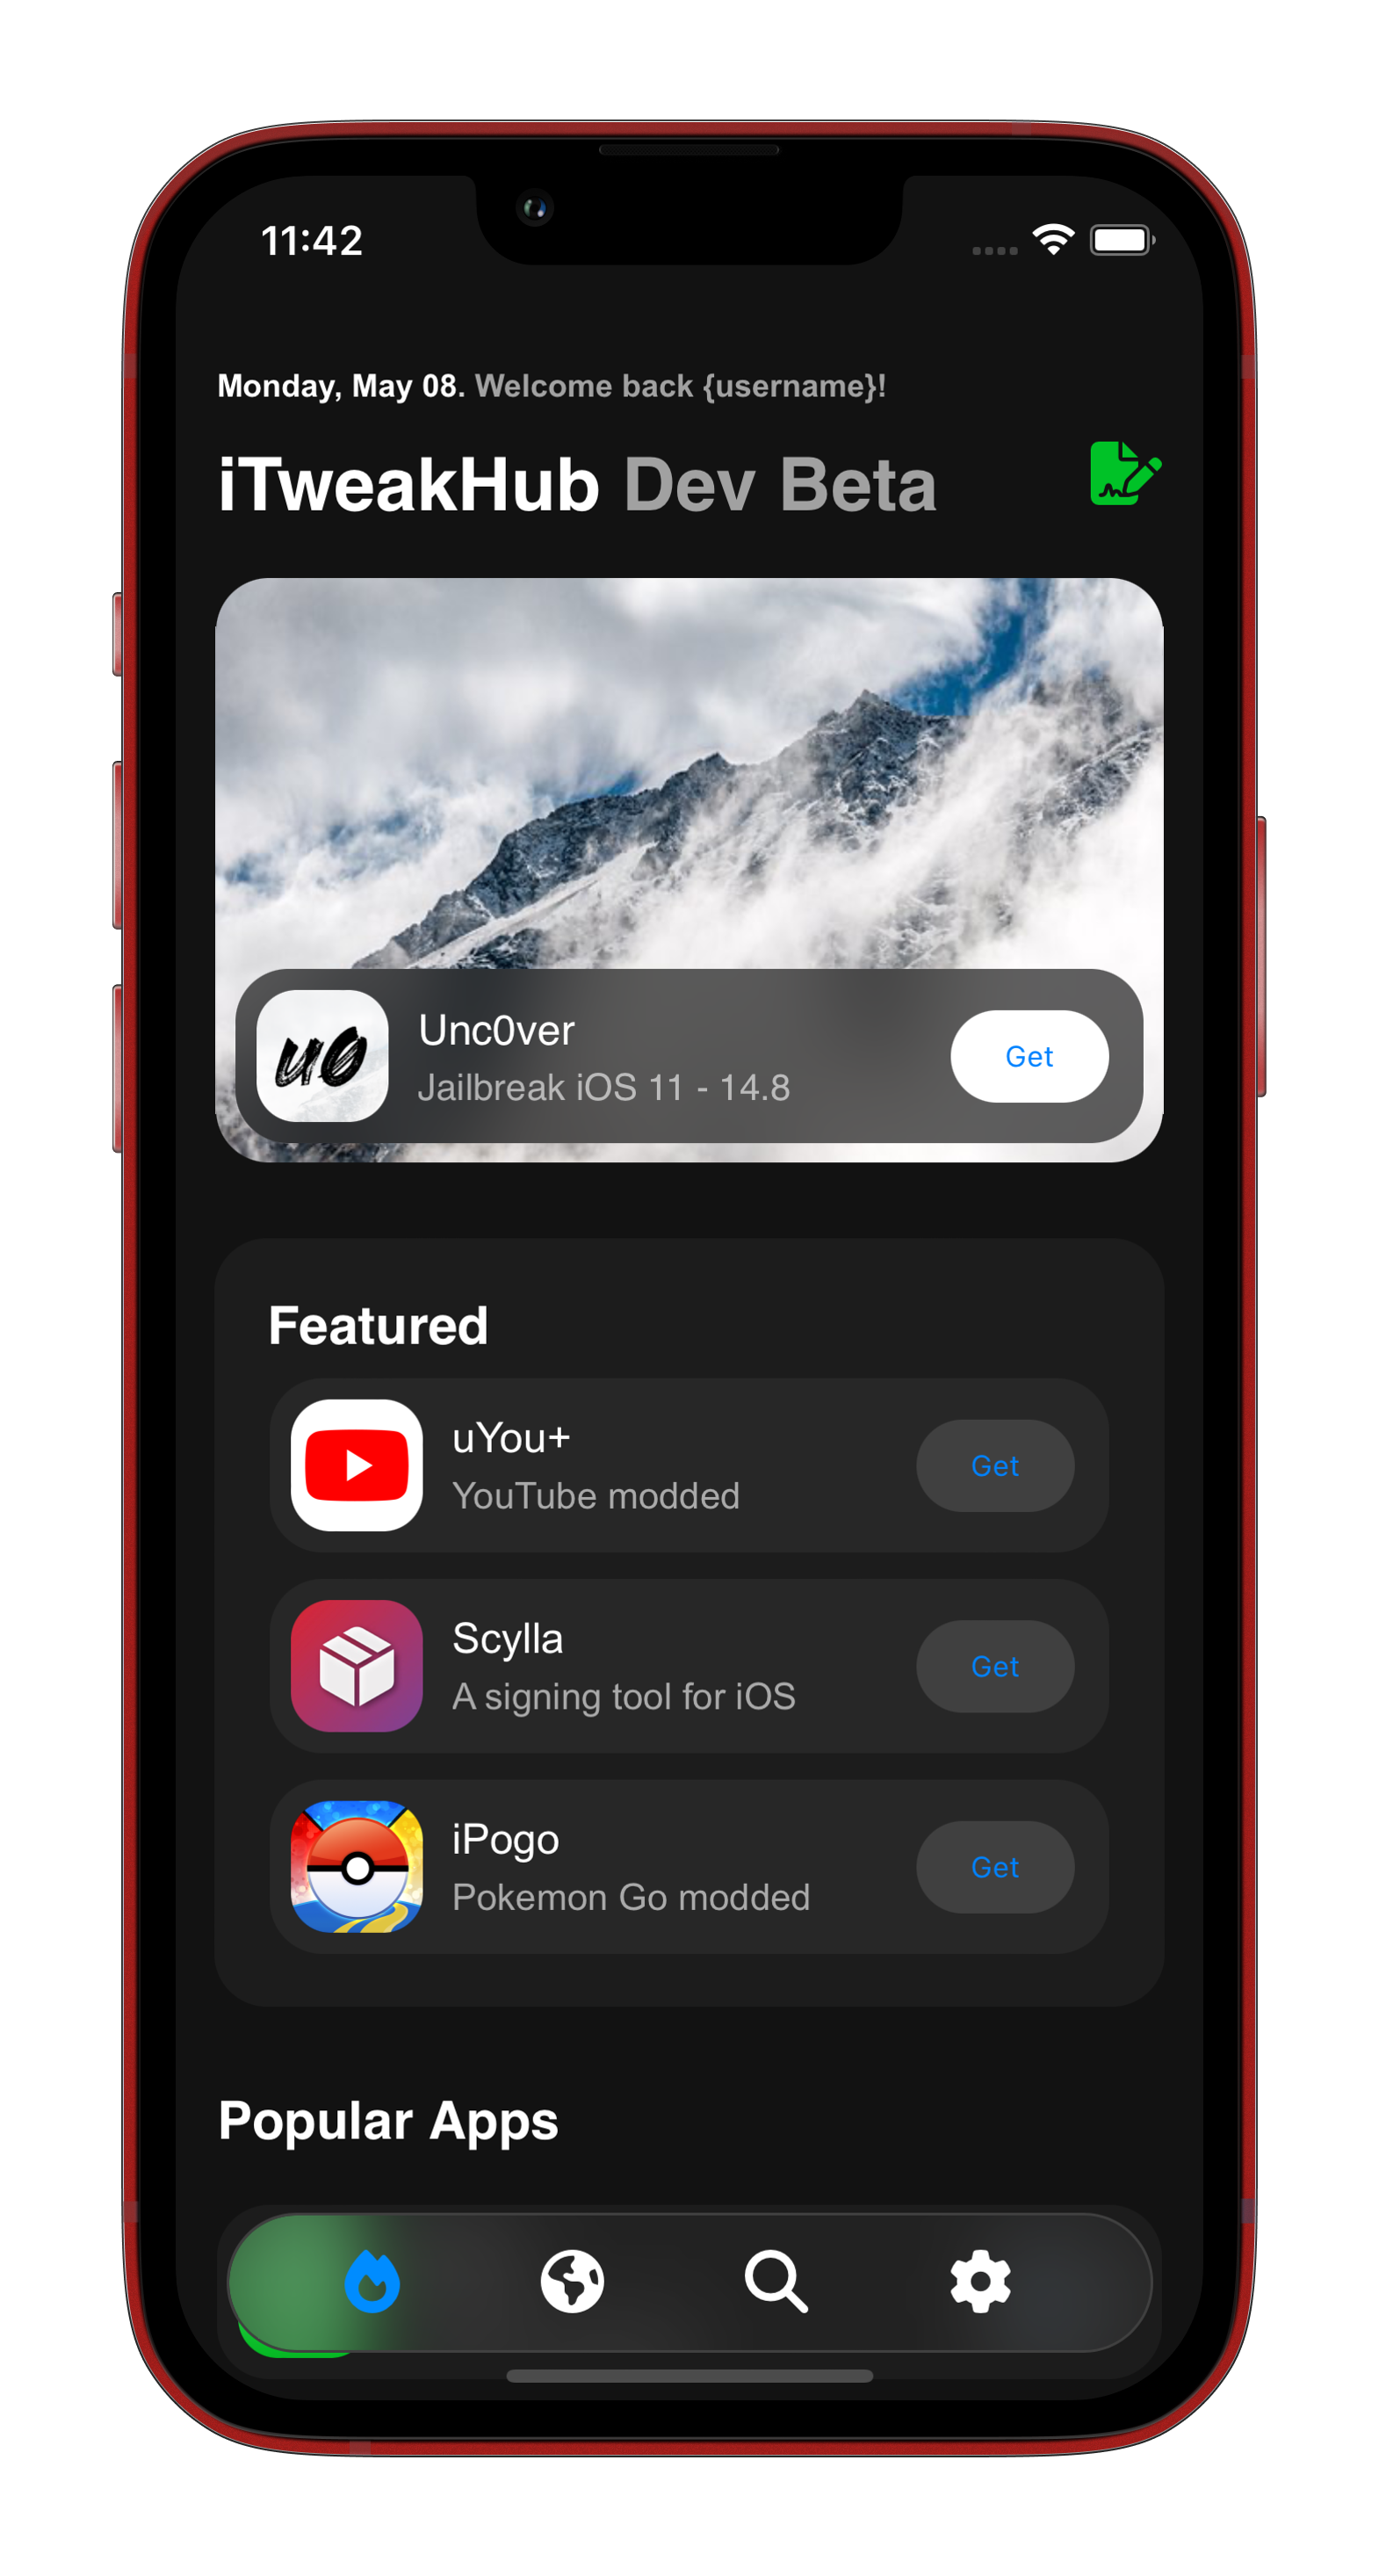 11:42
Monday, May 08. Welcome back {username}!
iTweakHub Dev Beta
u0
Unc0ver
Jailbreak iOS 11 - 14.8
Get
Featured
uYou+
YouTube modded
Get
Scylla
A signing tool for iOS
Get
iPogo
Pokemon Go modded
Get
Popular Apps